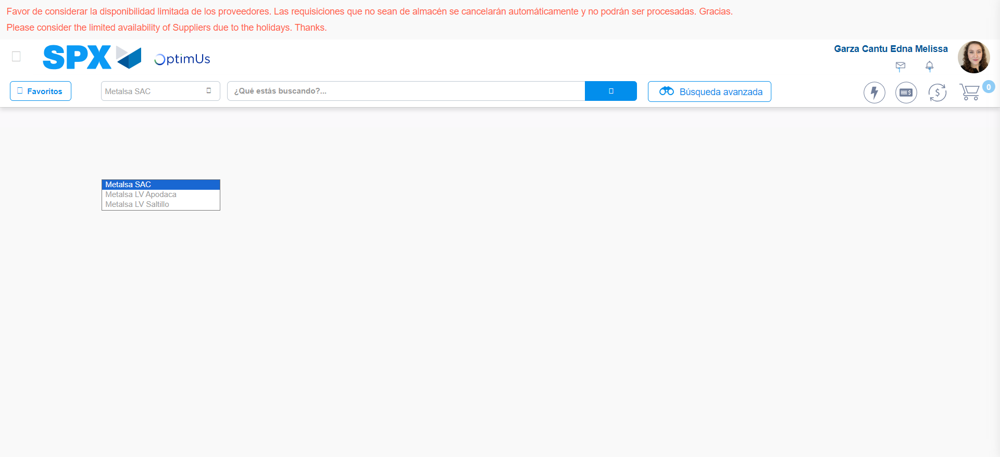 Favor de considerar la disponibilidad limitada de los proveedores. Las requisiciones que no sean de almacén se cancelarán automáticamente y no podrán ser procesadas. Gracias.
Please consider the limited availability of Suppliers due to the holidays. Thanks.
SPX OptimUs
Garza Cantu Edna Melissa
Favoritos
Metalsa SAC
¿Qué estás buscando?...
Búsqueda avanzada
0
Metalsa SAC
Metalsa LV Apodaca
Metalsa LV Saltillo